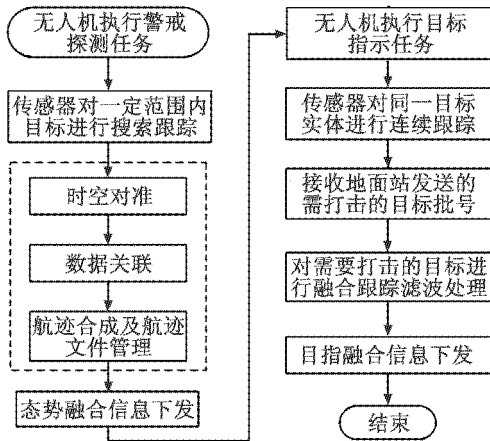 无人机执行警戒
探测任务
传感器对一定范围内
目标进行搜索跟踪
时空对准
数据关联
航迹合成及航迹
文件管理
态势融合信息下发
无人机执行目标
指示任务
传感器对同一目标
实体进行连续跟踪
接收地面站发送的
需打击的目标批号
对需要打击的目标进
行融合跟踪滤波处理
目指融合信息下发
结束